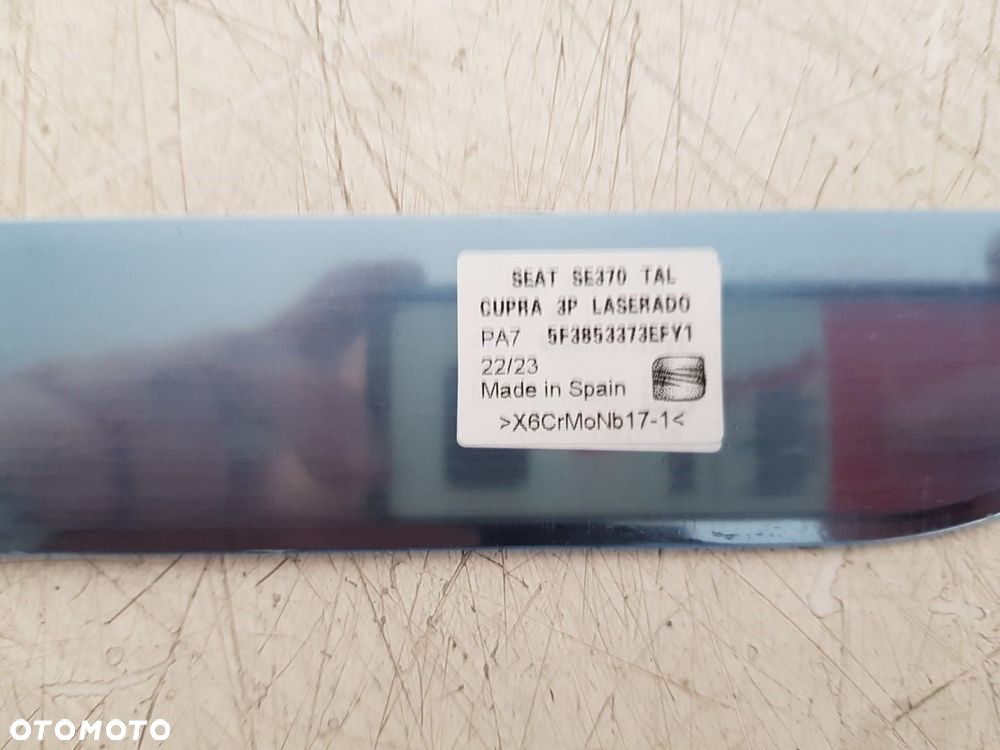 SEAT SE370 TAL
CUPRA 3P LASERADO
PA7 5F3853373EFY1
22/23
Made in Spain
>X6CrMoNb17-1<
OTOMOTO